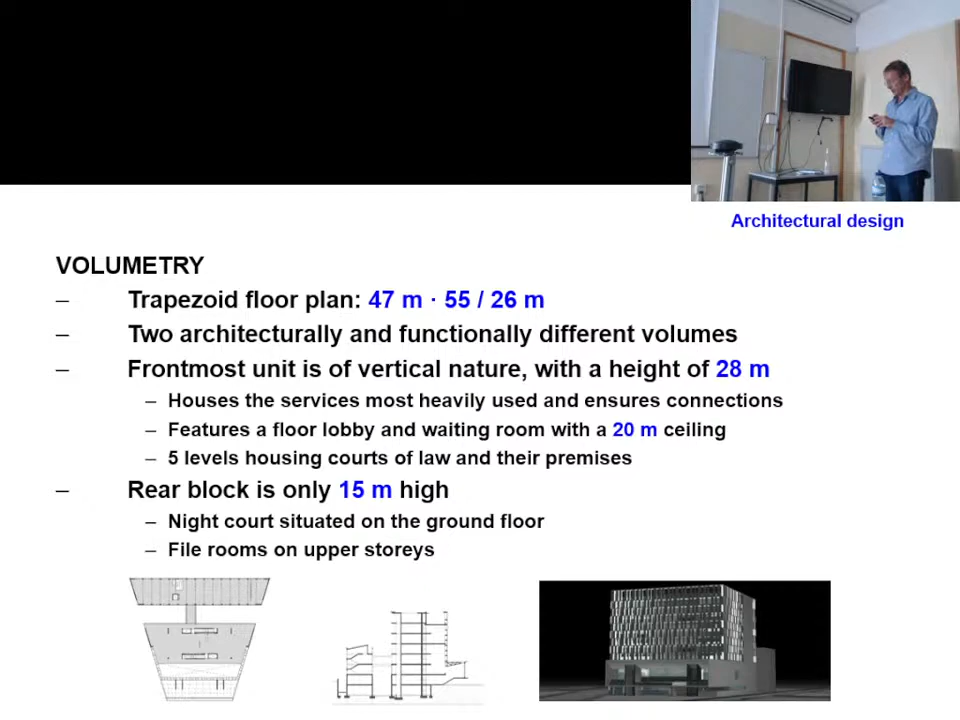 Architectural design
VOLUMETRY
– Trapezoid floor plan: 47 m · 55 / 26 m
– Two architecturally and functionally different volumes
– Frontmost unit is of vertical nature, with a height of 28 m
– Houses the services most heavily used and ensures connections
– Features a floor lobby and waiting room with a 20 m ceiling
– 5 levels housing courts of law and their premises
– Rear block is only 15 m high
– Night court situated on the ground floor
– File rooms on upper storeys